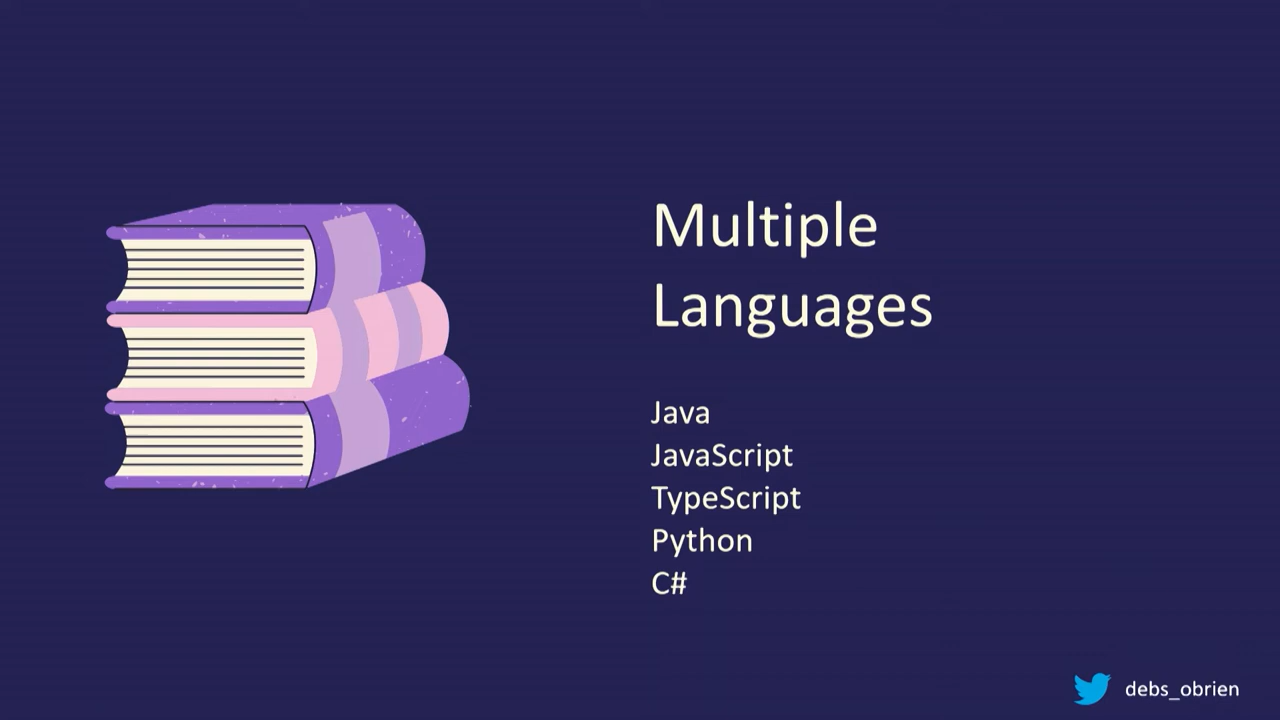 Multiple
Languages
Java
JavaScript
TypeScript
Python
C#
debs_obrien